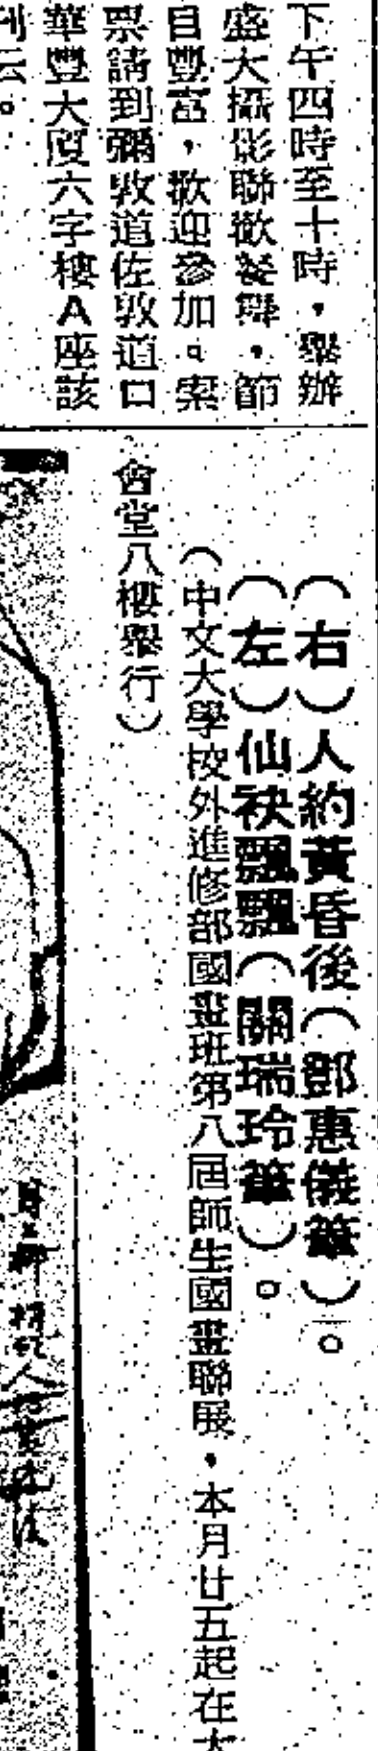 下午四時至十時，舉辦
盛大攝影聯歡餐舞，節
目豐富，歡迎參加。索
票請到彌敦道佐敦道口
華豐大廈六字樓A座該
刊云。
（右）人約黃昏後（鄧惠儀筆）。
（左）仙袂飄飄（關瑞玲筆）。
（中文大學校外進修部國畫班第八屆師生國畫聯展，本月廿五起在大
會堂八樓舉行）